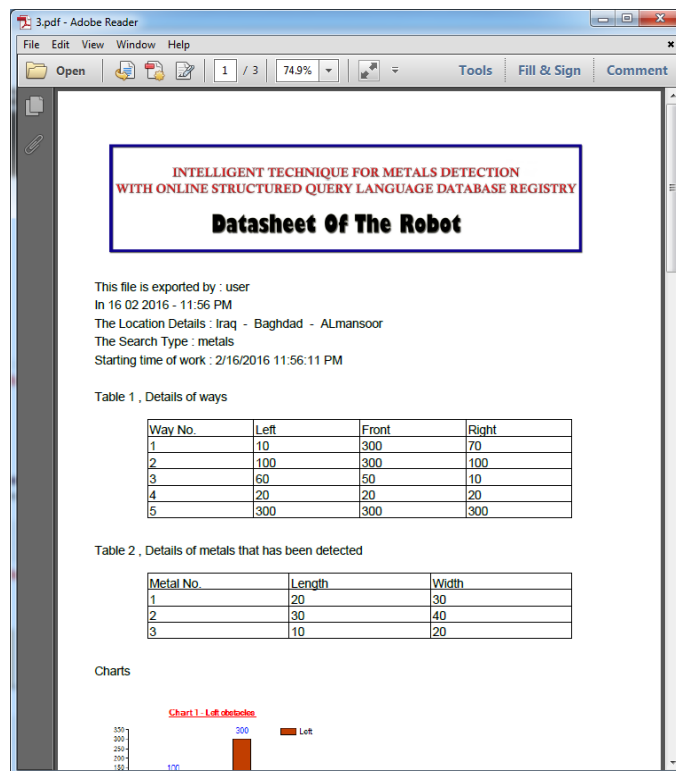 3.pdf - Adobe Reader
File Edit View Window Help
Open 1 / 3 74.9% Tools Fill & Sign Comment
INTELLIGENT TECHNIQUE FOR METALS DETECTION
WITH ONLINE STRUCTURED QUERY LANGUAGE DATABASE REGISTRY
Datasheet Of The Robot
This file is exported by : user
In 16 02 2016 - 11:56 PM
The Location Details : Iraq - Baghdad - ALmansoor
The Search Type : metals
Starting time of work : 2/16/2016 11:56:11 PM
Table 1 , Details of ways
Way No. Left Front Right
1 10 300 70
2 100 300 100
3 60 50 10
4 20 20 20
5 300 300 300
Table 2 , Details of metals that has been detected
Metal No. Length Width
1 20 30
2 30 40
3 10 20
Charts
Chart 1 - Left obstacles
350 300 Left
300
250
200
150 100